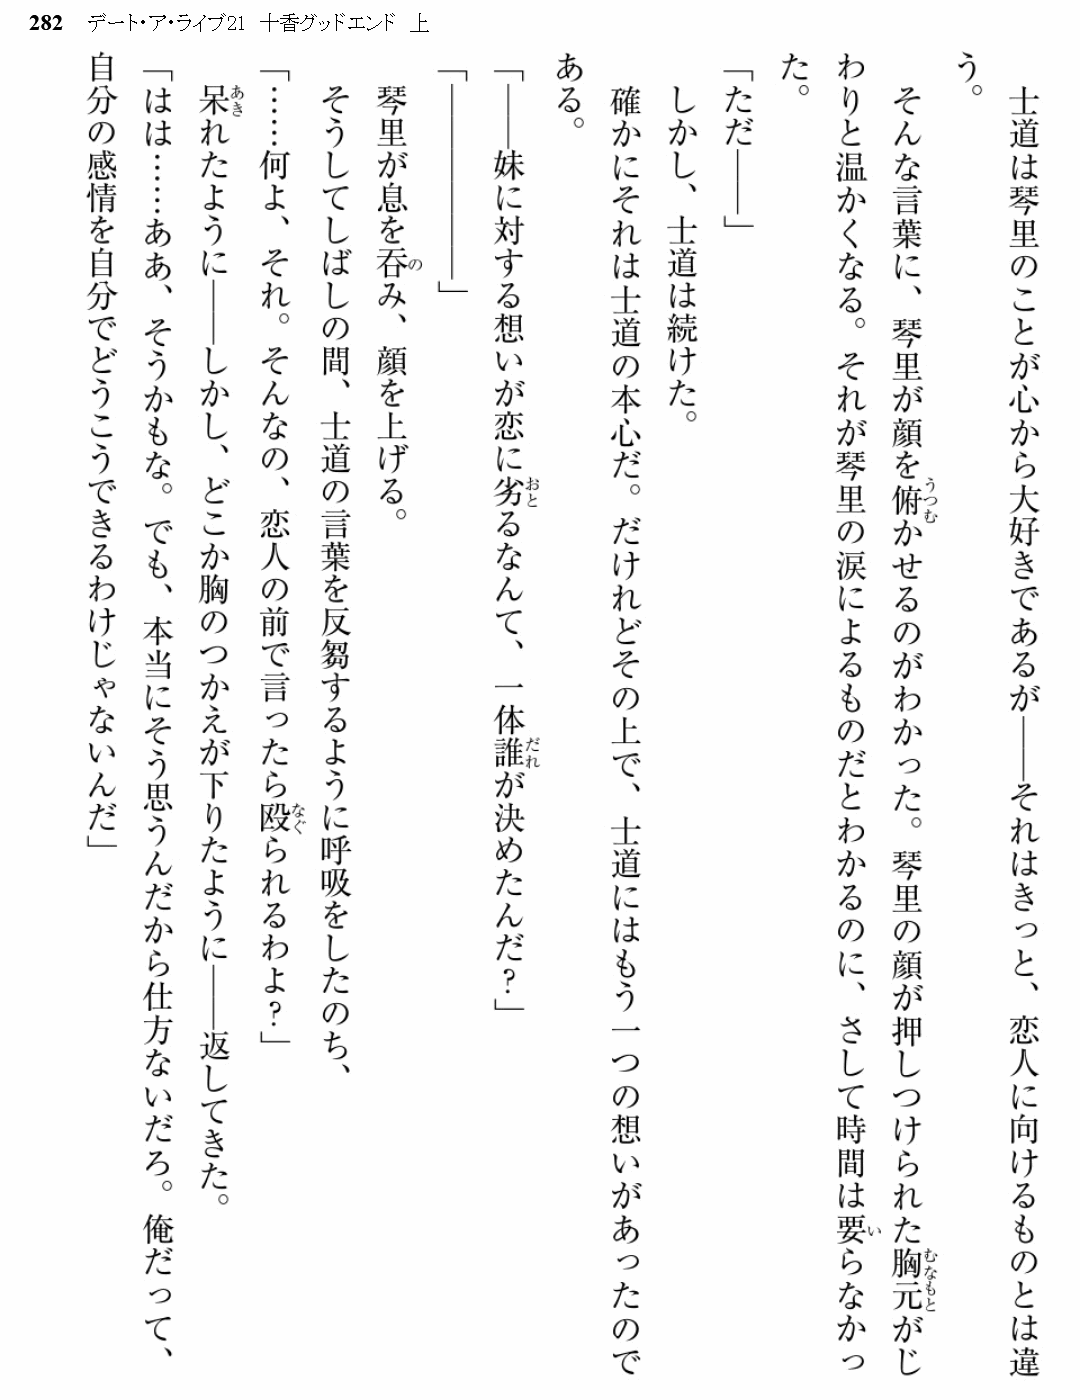 282 デート・ア・ライブ21 十香グッドエンド 上
士道は琴里のことが心から大好きであるが――それはきっと、恋人に向けるものとは違
う。
そんな言葉に、琴里が顔を俯かせるのがわかった。琴里の顔が押しつけられた胸元がじ
わりと温かくなる。それが琴里の涙によるものだとわかるのに、さして時間は要らなかっ
た。
「ただ――」
しかし、士道は続けた。
確かにそれは士道の本心だ。だけれどその上で、士道にはもう一つの想いがあったので
ある。
「――妹に対する想いが恋に劣るなんて、一体誰が決めたんだ?」
「――――――」
琴里が息を呑み、顔を上げる。
そうしてしばしの間、士道の言葉を反芻するように呼吸をしたのち、
「……何よ、それ。そんなの、恋人の前で言ったら殴られるわよ?」
呆れたように――しかし、どこか胸のつかえが下りたように――返してきた。
「はは……ああ、そうかもな。でも、本当にそう思うんだから仕方ないだろ。俺だって、
自分の感情を自分でどうこうできるわけじゃないんだ」